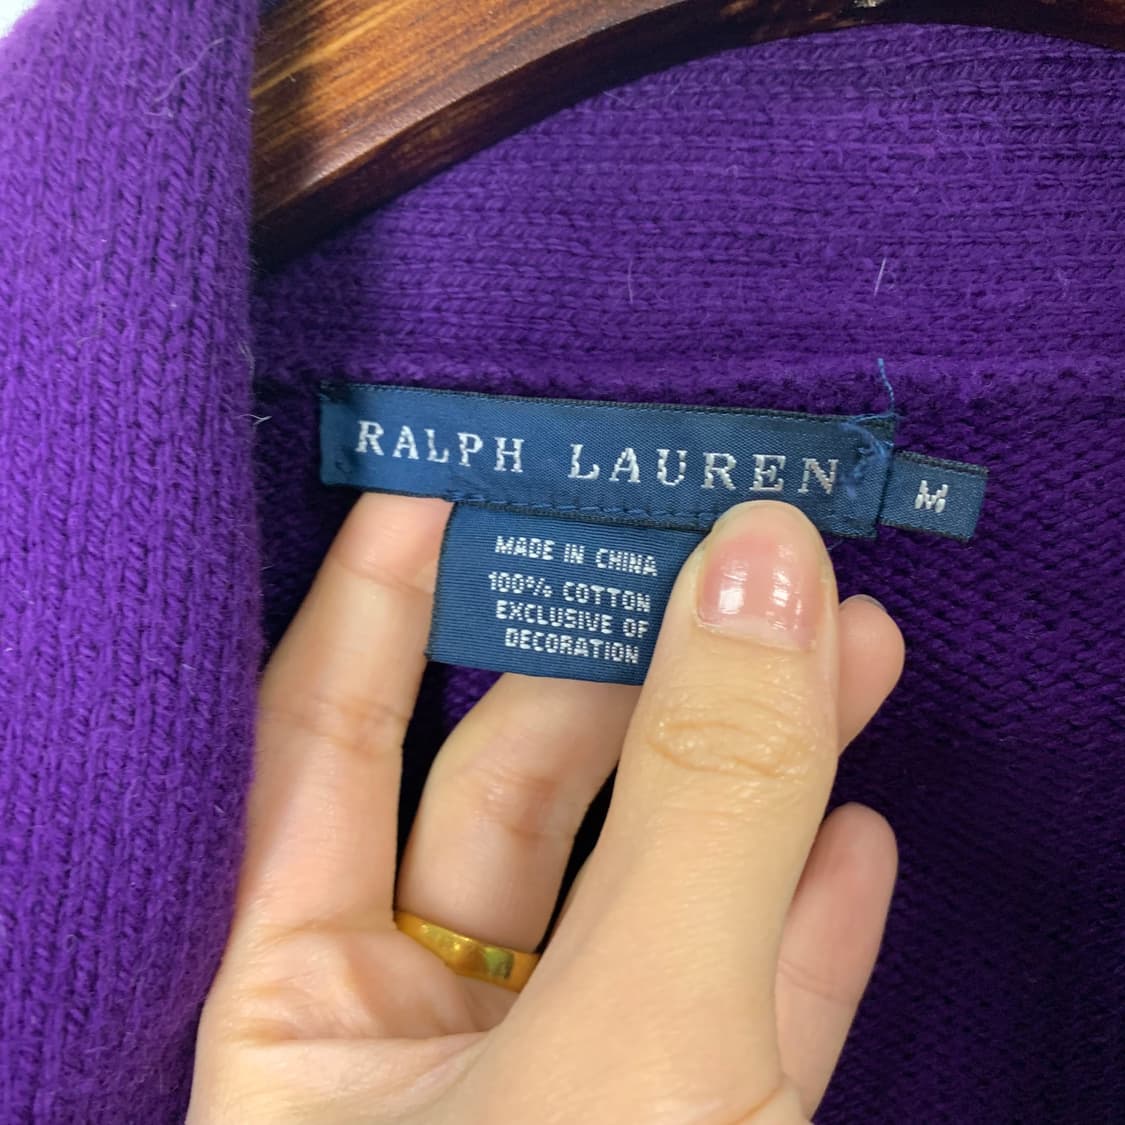 RALPH LAUREN
M
MADE IN CHINA
100% COTTON
EXCLUSIVE OF
DECORATION